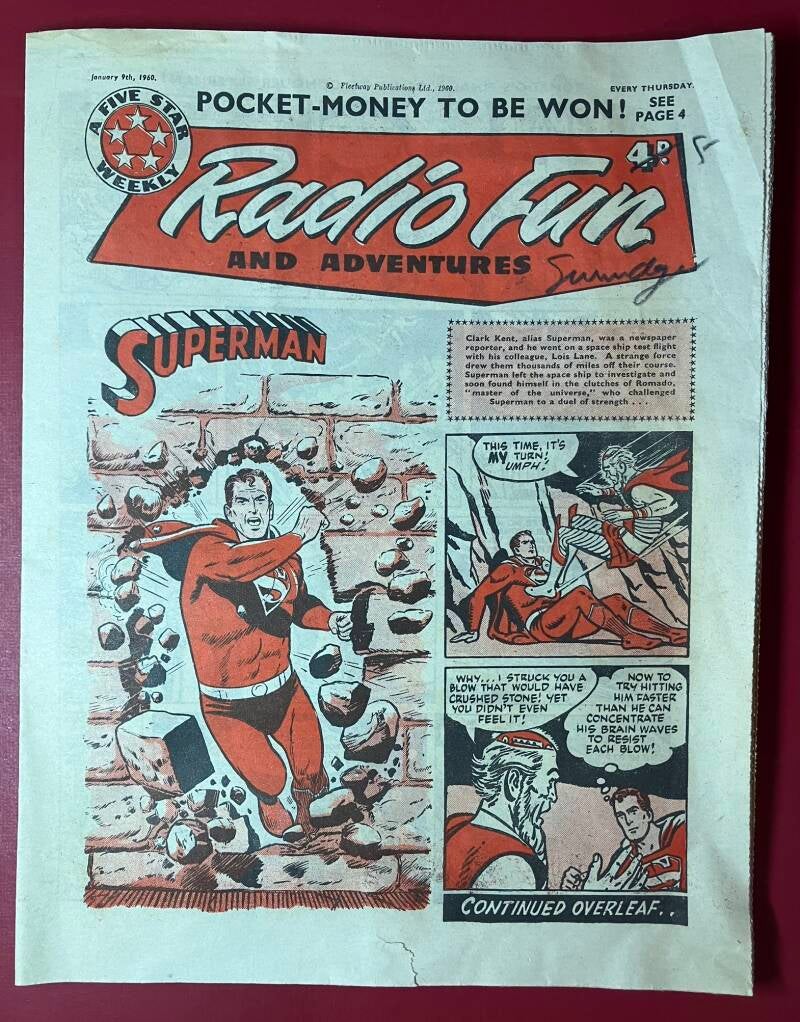 January 9th, 1960.
© Fleetway Publications Ltd., 1960.
EVERY THURSDAY.
POCKET-MONEY TO BE WON!
SEE
PAGE 4
A FIVE STAR
WEEKLY
4D.
Radio Fun
AND ADVENTURES
SUPERMAN
Clark Kent, alias Superman, was a newspaper
reporter, and he went on a space ship test flight
with his colleague, Lois Lane. A strange force
drew them thousands of miles off their course.
Superman left the space ship to investigate and
soon found himself in the clutches of Romado,
"master of the universe," who challenged
Superman to a duel of strength . . .
THIS TIME, IT'S
MY TURN!
UMPH!
S
WHY...I STRUCK YOU A
BLOW THAT WOULD HAVE
CRUSHED STONE! YET
YOU DIDN'T EVEN
FEEL IT!
NOW TO
TRY HITTING
HIM FASTER
THAN HE CAN
CONCENTRATE
HIS BRAIN WAVES
TO RESIST
EACH BLOW!
CONTINUED OVERLEAF..